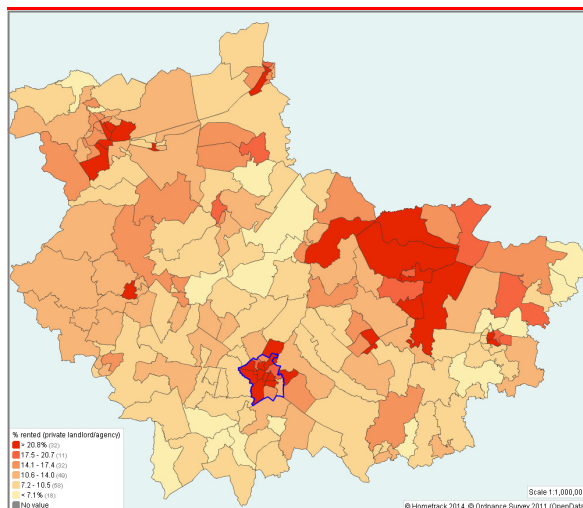 % rented (private landlord/agency)
> 20.8% (32)
17.5 - 20.7 (11)
14.1 - 17.4 (32)
10.6 - 14.0 (49)
7.2 - 10.5 (58)
< 7.1% (18)
No value
Scale 1:1,000,00
© Hometrack 2014, © Ordnance Survey 2011 (OpenData